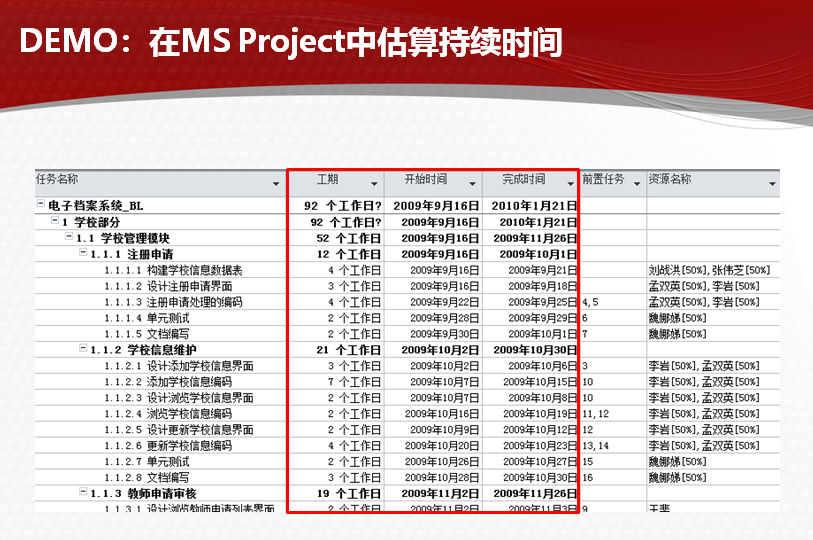 DEMO：在MS Project中估算持续时间
任务名称 工期 开始时间 完成时间 前置任务 资源名称
电子档案系统_BL 92 个工作日? 2009年9月16日 2010年1月21日
1 学校部分 92 个工作日? 2009年9月16日 2010年1月21日
1.1 学校管理模块 52 个工作日 2009年9月16日 2009年11月26日
1.1.1 注册申请 12 个工作日 2009年9月16日 2009年10月1日
1.1.1.1 构建学校信息数据表 4 个工作日 2009年9月16日 2009年9月21日 刘战洪[50%],张伟芝[50%]
1.1.1.2 设计注册申请界面 3 个工作日 2009年9月16日 2009年9月18日 孟双英[50%],李岩[50%]
1.1.1.3 注册申请处理的编码 4 个工作日 2009年9月22日 2009年9月25日 4,5 孟双英[50%],李岩[50%]
1.1.1.4 单元测试 2 个工作日 2009年9月28日 2009年9月29日 6 魏娜娣[50%]
1.1.1.5 文档编写 2 个工作日 2009年9月30日 2009年10月1日 7 魏娜娣[50%]
1.1.2 学校信息维护 21 个工作日 2009年10月2日 2009年10月30日
1.1.2.1 设计添加学校信息界面 3 个工作日 2009年10月2日 2009年10月6日 3 李岩[50%],孟双英[50%]
1.1.2.2 添加学校信息编码 7 个工作日 2009年10月7日 2009年10月15日 10 李岩[50%],孟双英[50%]
1.1.2.3 设计浏览学校信息界面 2 个工作日 2009年10月7日 2009年10月8日 10 李岩[50%],孟双英[50%]
1.1.2.4 浏览学校信息编码 2 个工作日 2009年10月16日 2009年10月19日 11,12 李岩[50%],孟双英[50%]
1.1.2.5 设计更新学校信息界面 2 个工作日 2009年10月9日 2009年10月12日 12 李岩[50%],孟双英[50%]
1.1.2.6 更新学校信息编码 4 个工作日 2009年10月20日 2009年10月23日 13,14 李岩[50%],孟双英[50%]
1.1.2.7 单元测试 2 个工作日 2009年10月26日 2009年10月27日 15 魏娜娣[50%]
1.1.2.8 文档编写 2 个工作日 2009年10月28日 2009年10月30日 16 魏娜娣[50%]
1.1.3 教师申请审核 19 个工作日 2009年11月2日 2009年11月26日
1.1.3.1 设计浏览教师申请列表界面 2 个工作日 2009年11月2日 2009年11月3日 9